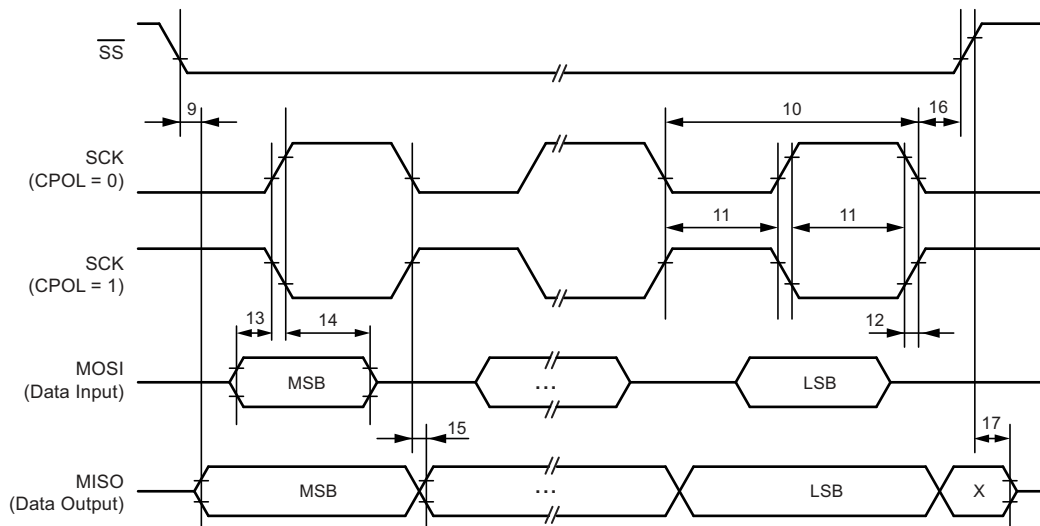 SS
9
10
16
SCK
(CPOL = 0)
11
11
SCK
(CPOL = 1)
13
14
12
MOSI
(Data Input)
MSB
...
LSB
15
17
MISO
(Data Output)
MSB
...
LSB
X